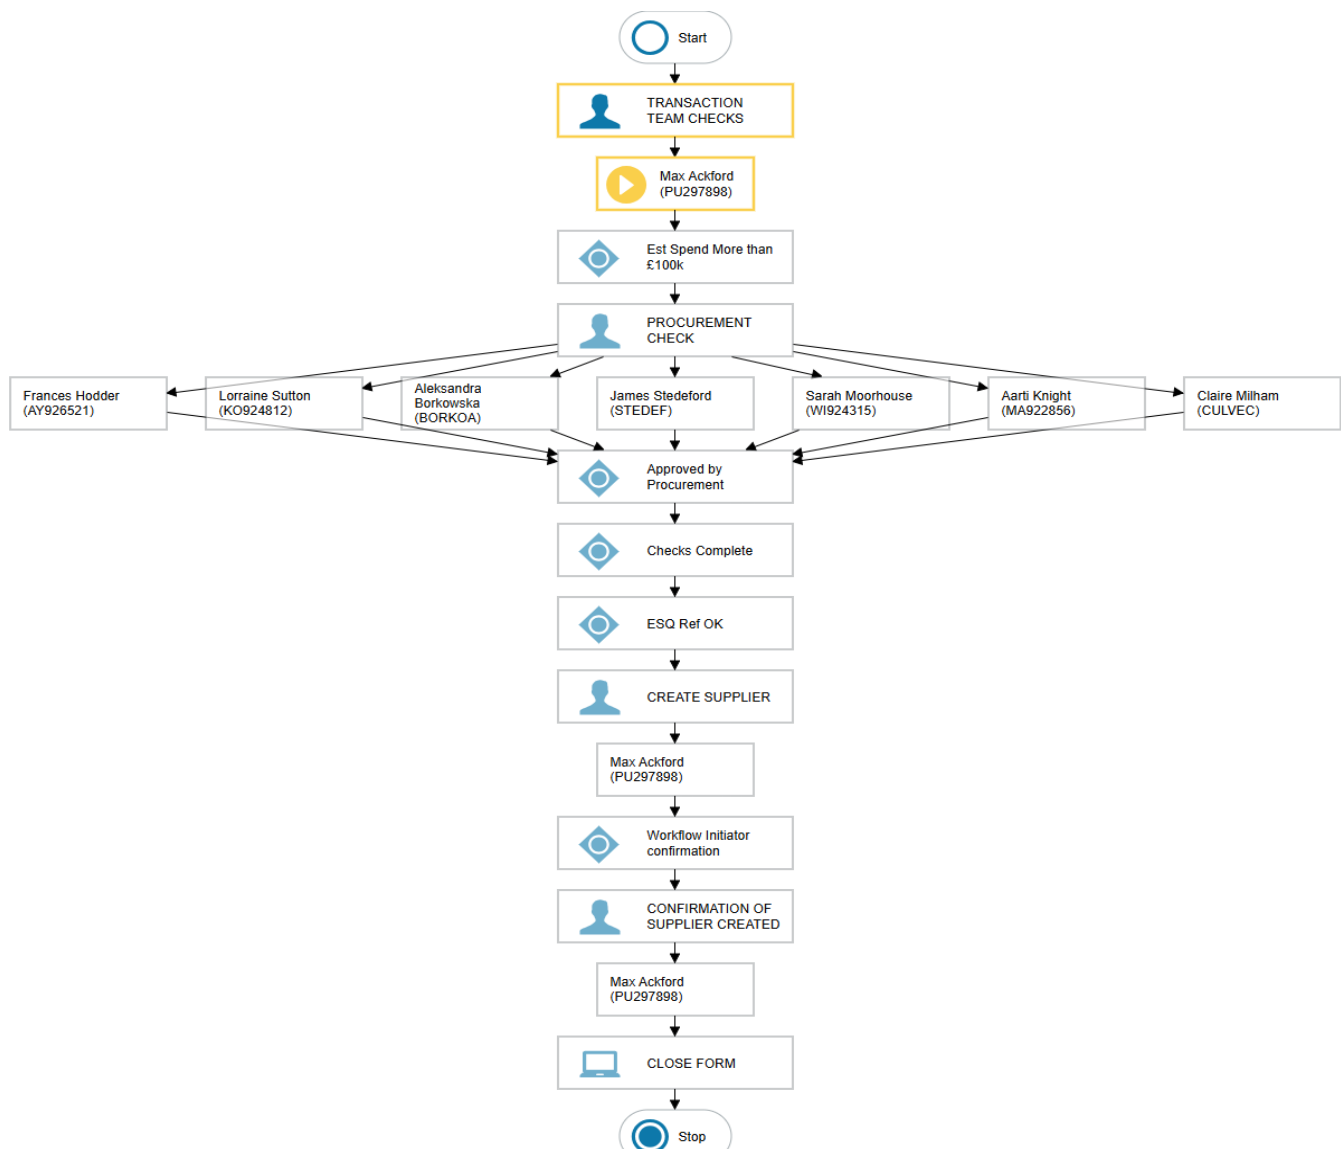 Start
TRANSACTION
TEAM CHECKS
Max Ackford
(PU297898)
Est Spend More than
£100k
PROCUREMENT
CHECK
Frances Hodder
(AY926521)
Lorraine Sutton
(KO924812)
Aleksandra
Borkowska
(BORKOA)
James Stedeford
(STEDEF)
Sarah Moorhouse
(WI924315)
Aarti Knight
(MA922856)
Claire Milham
(CULVEC)
Approved by
Procurement
Checks Complete
ESQ Ref OK
CREATE SUPPLIER
Max Ackford
(PU297898)
Workflow Initiator
confirmation
CONFIRMATION OF
SUPPLIER CREATED
Max Ackford
(PU297898)
CLOSE FORM
Stop